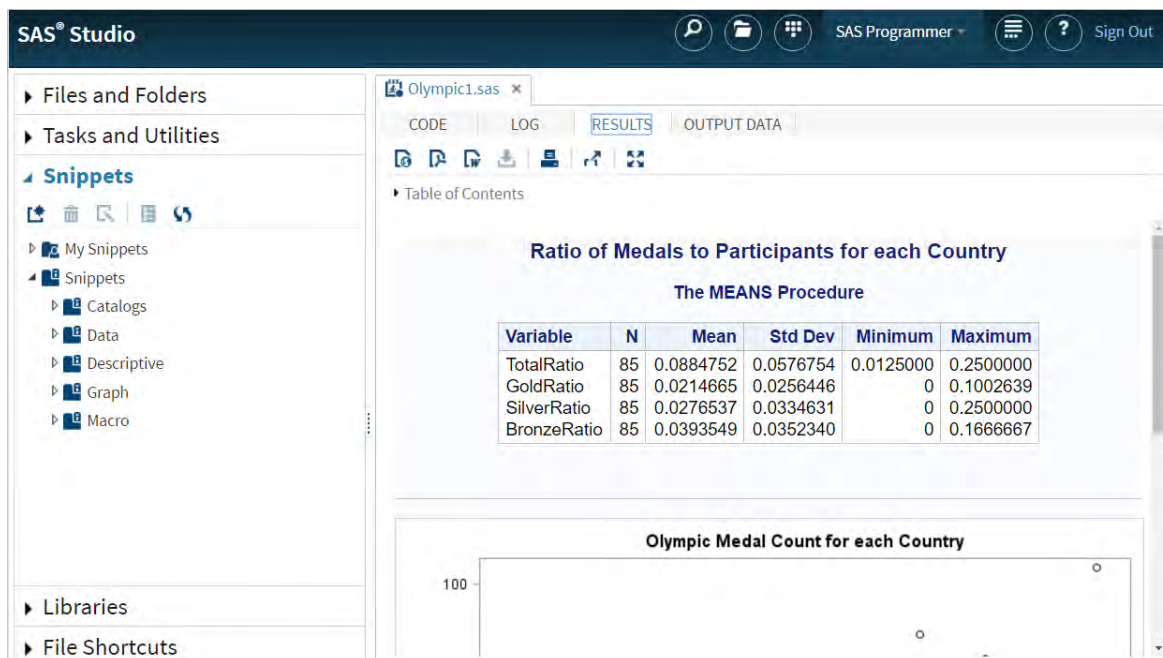 SAS® Studio
SAS Programmer
?
Sign Out
Files and Folders
Tasks and Utilities
Snippets
My Snippets
Snippets
Catalogs
Data
Descriptive
Graph
Macro
Libraries
File Shortcuts
Olympic1.sas ×
CODE LOG RESULTS OUTPUT DATA
Table of Contents
Ratio of Medals to Participants for each Country
The MEANS Procedure
Variable N Mean Std Dev Minimum Maximum
TotalRatio 85 0.0884752 0.0576754 0.0125000 0.2500000
GoldRatio 85 0.0214665 0.0256446 0 0.1002639
SilverRatio 85 0.0276537 0.0334631 0 0.2500000
BronzeRatio 85 0.0393549 0.0352340 0 0.1666667
Olympic Medal Count for each Country
100